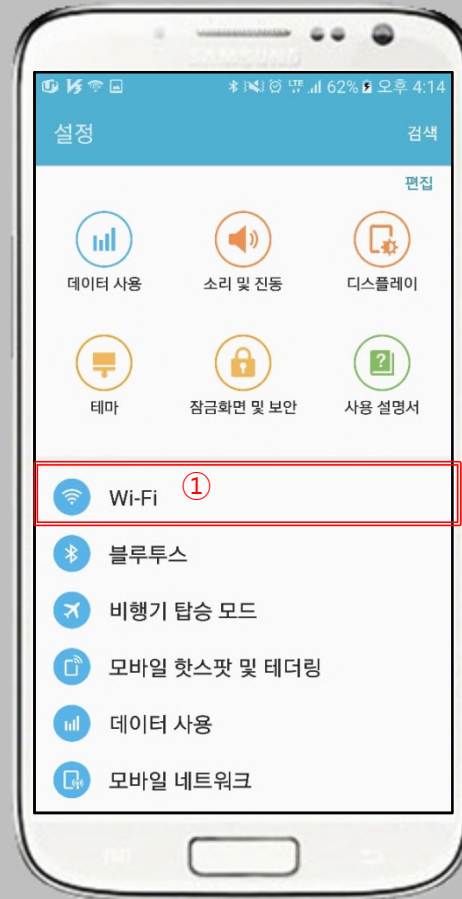 SAMSUNG
LTE 62% 오후 4:14
설정 검색
편집
데이터 사용 소리 및 진동 디스플레이
테마 잠금화면 및 보안 사용 설명서
Wi-Fi ①
블루투스
비행기 탑승 모드
모바일 핫스팟 및 테더링
데이터 사용
모바일 네트워크